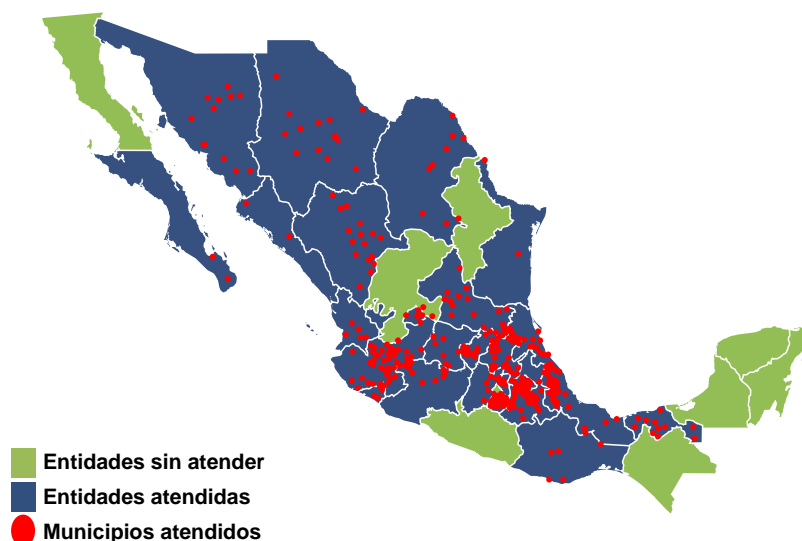 Entidades sin atender
Entidades atendidas
Municipios atendidos